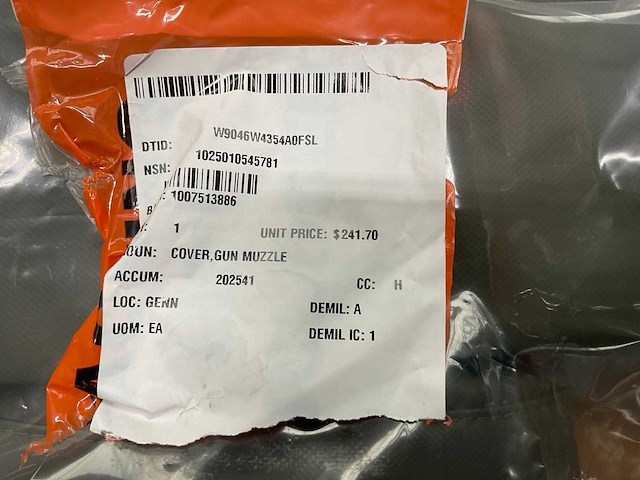 DTID: W9046W4354A0FSL
NSN: 1025010545781
B : 1007513886
: 1 UNIT PRICE: $241.70
OUN: COVER,GUN MUZZLE
ACCUM: 202541 CC: H
LOC: GENN DEMIL: A
UOM: EA DEMIL IC: 1